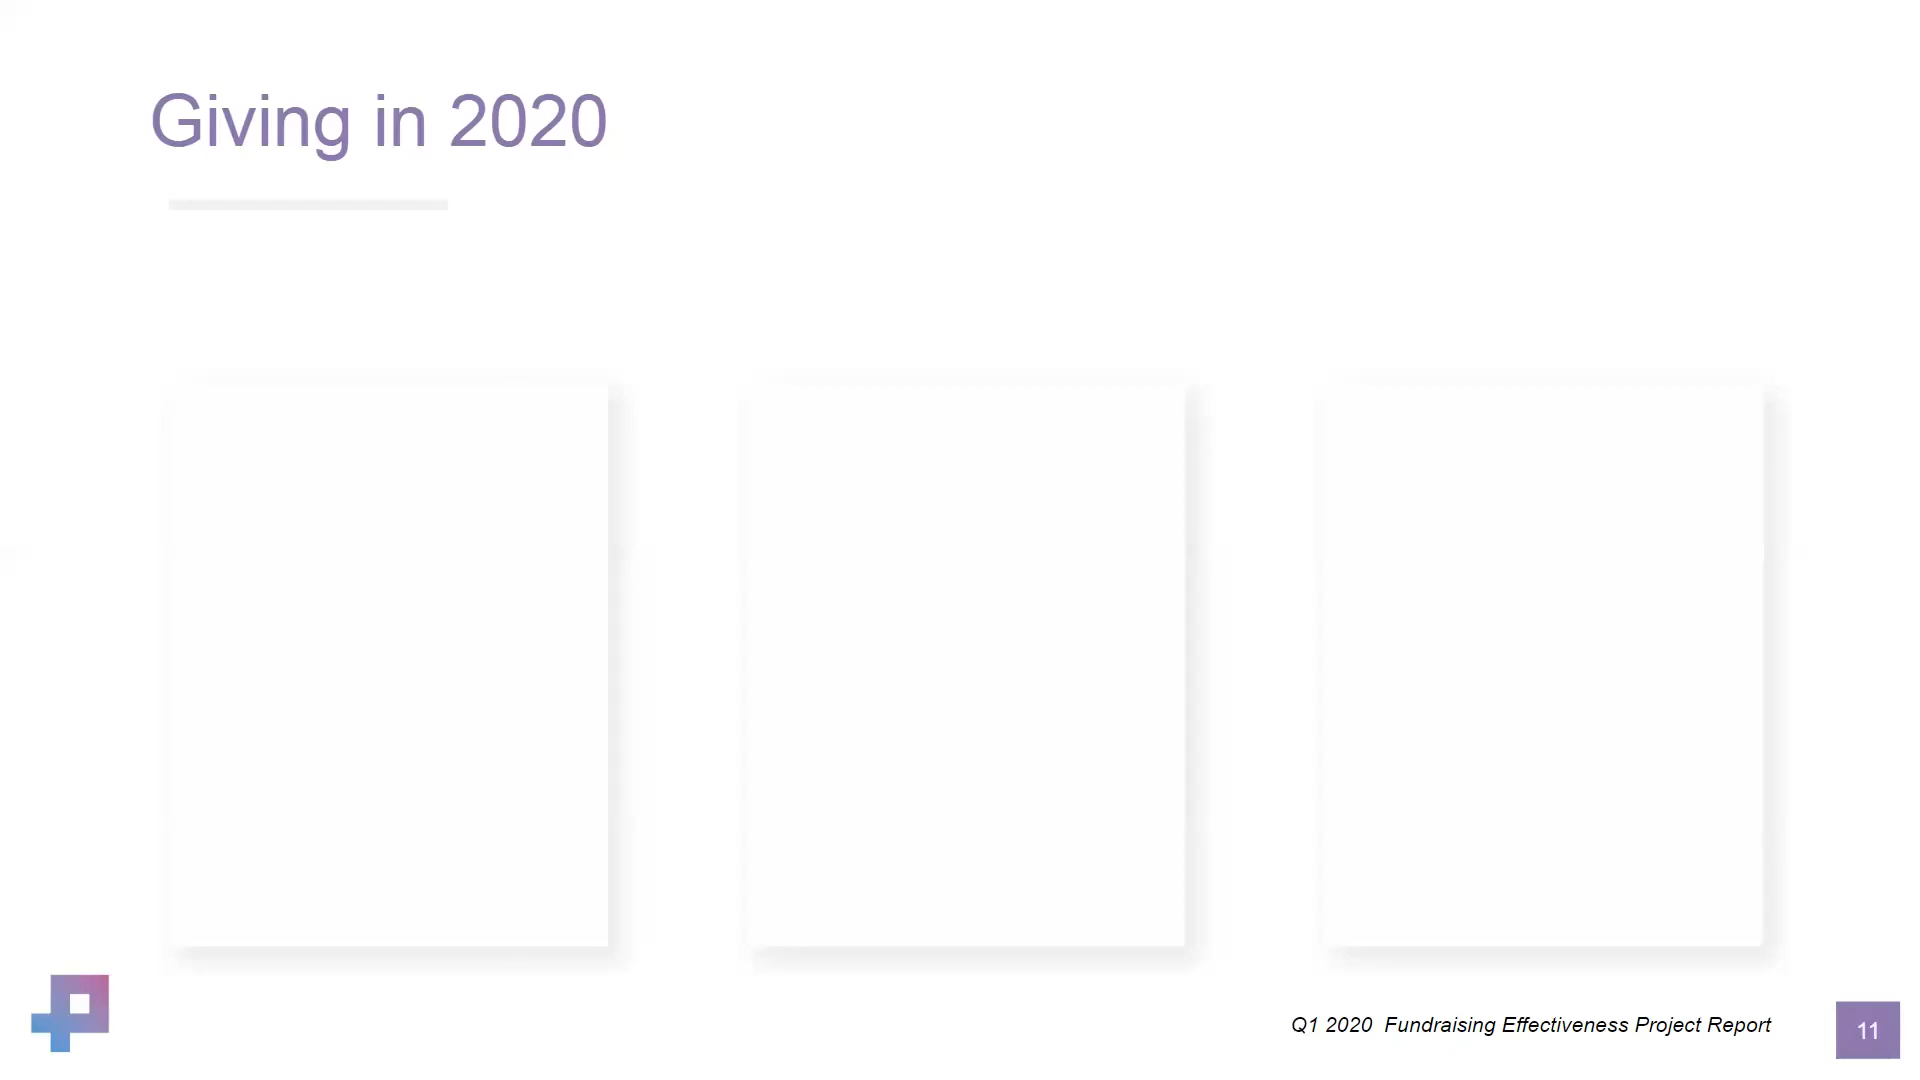 Giving in 2020
Q1 2020 Fundraising Effectiveness Project Report
11